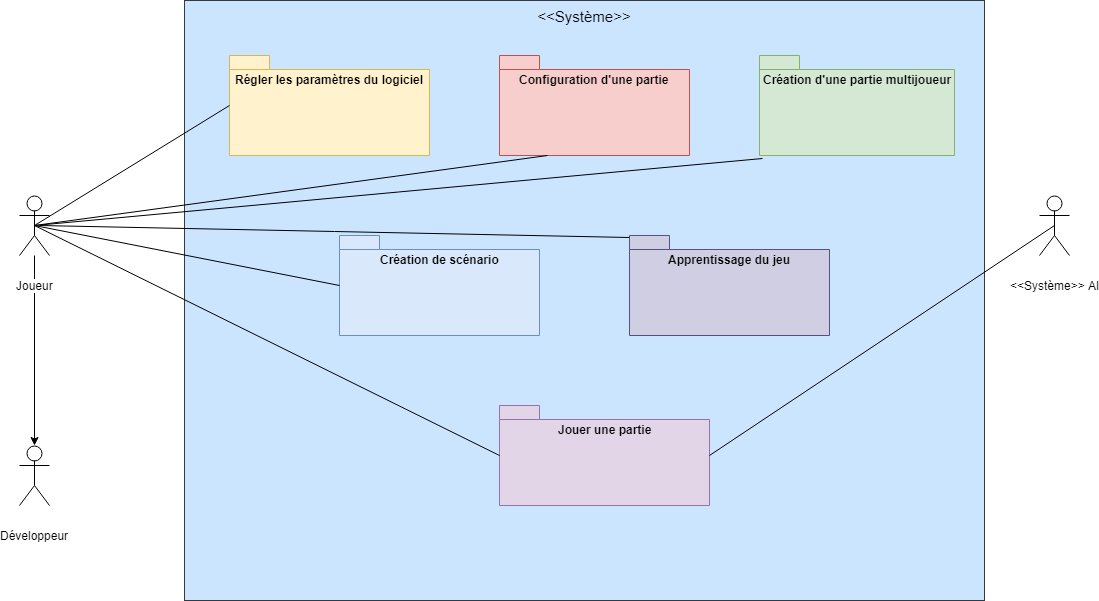 <<Système>>
Régler les paramètres du logiciel
Configuration d'une partie
Création d'une partie multijoueur
Création de scénario
Apprentissage du jeu
Joueur
<<Système>> AI
Jouer une partie
Développeur